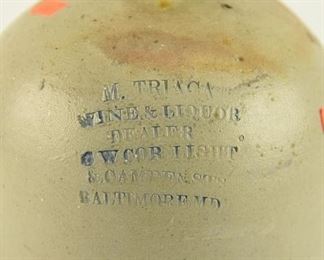 M. TRIACA
WINE & LIQUOR
DEALER
S W COR LIGHT
& CAMDEN STS
BALTIMORE MD